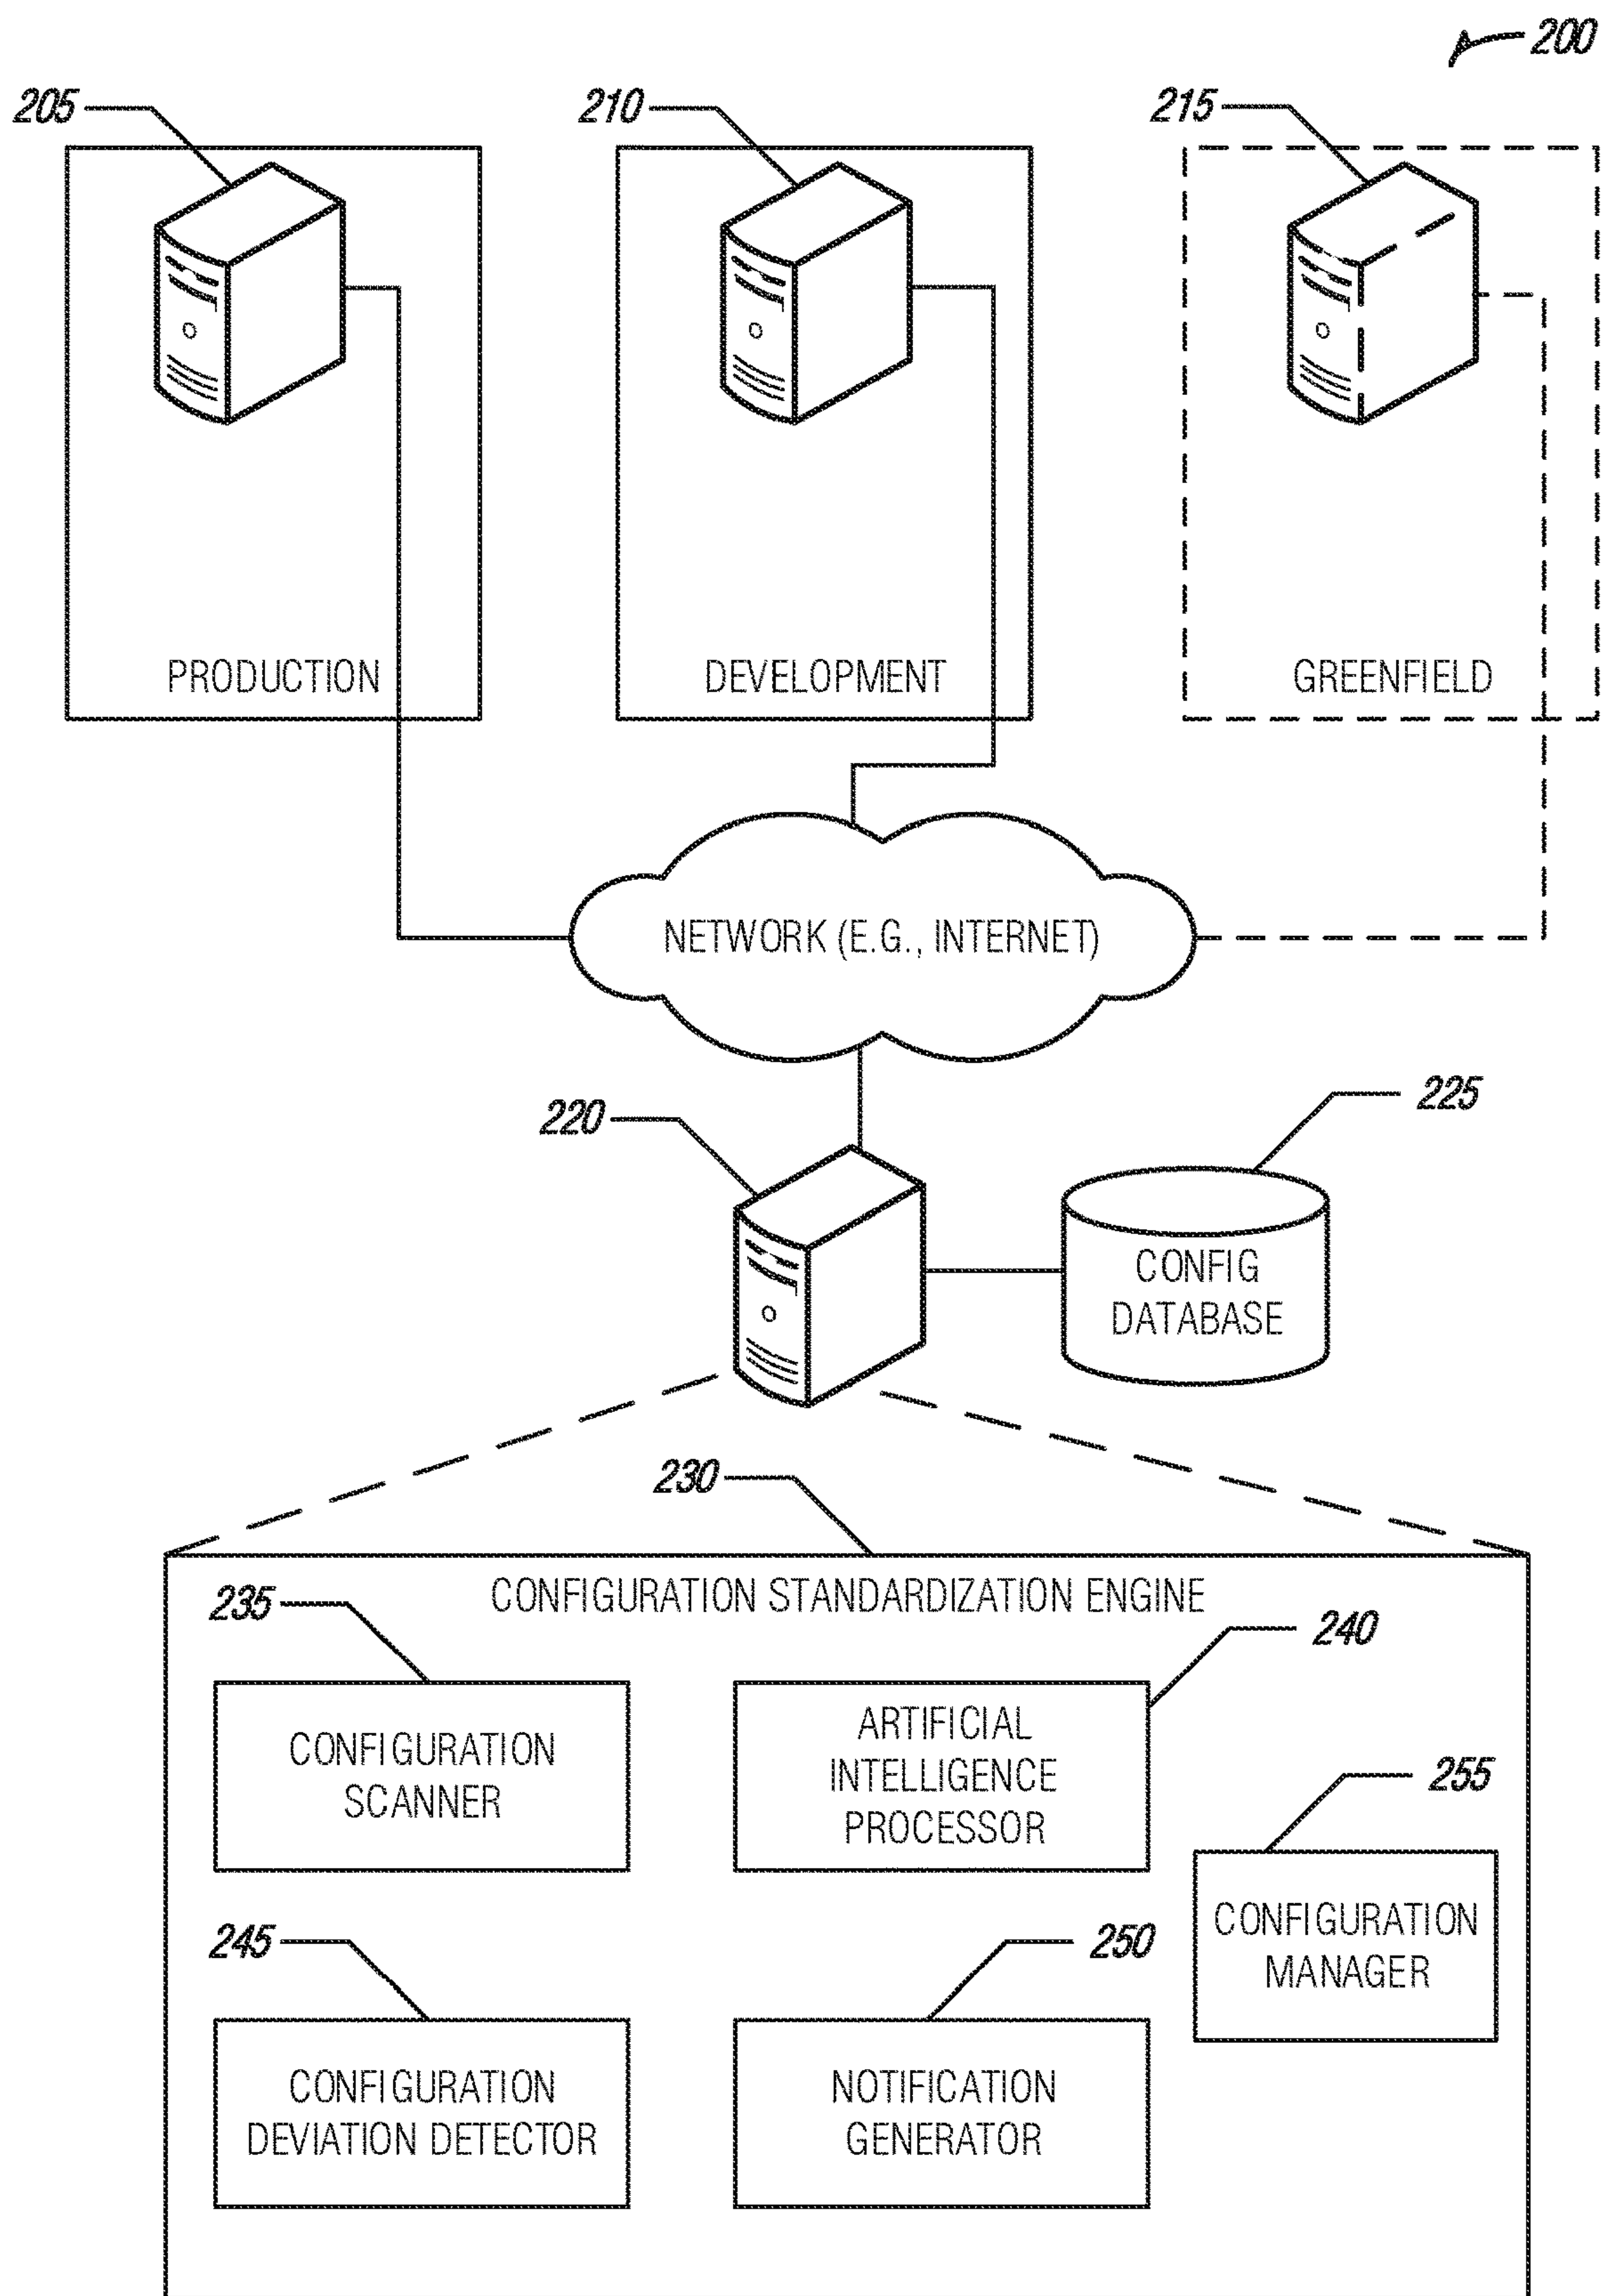 200
205
210
215
PRODUCTION
DEVELOPMENT
GREENFIELD
NETWORK (E.G., INTERNET)
220
225
CONFIG
DATABASE
230
CONFIGURATION STANDARDIZATION ENGINE
235
240
CONFIGURATION
SCANNER
ARTIFICIAL
INTELLIGENCE
PROCESSOR
255
CONFIGURATION
MANAGER
245
250
CONFIGURATION
DEVIATION DETECTOR
NOTIFICATION
GENERATOR